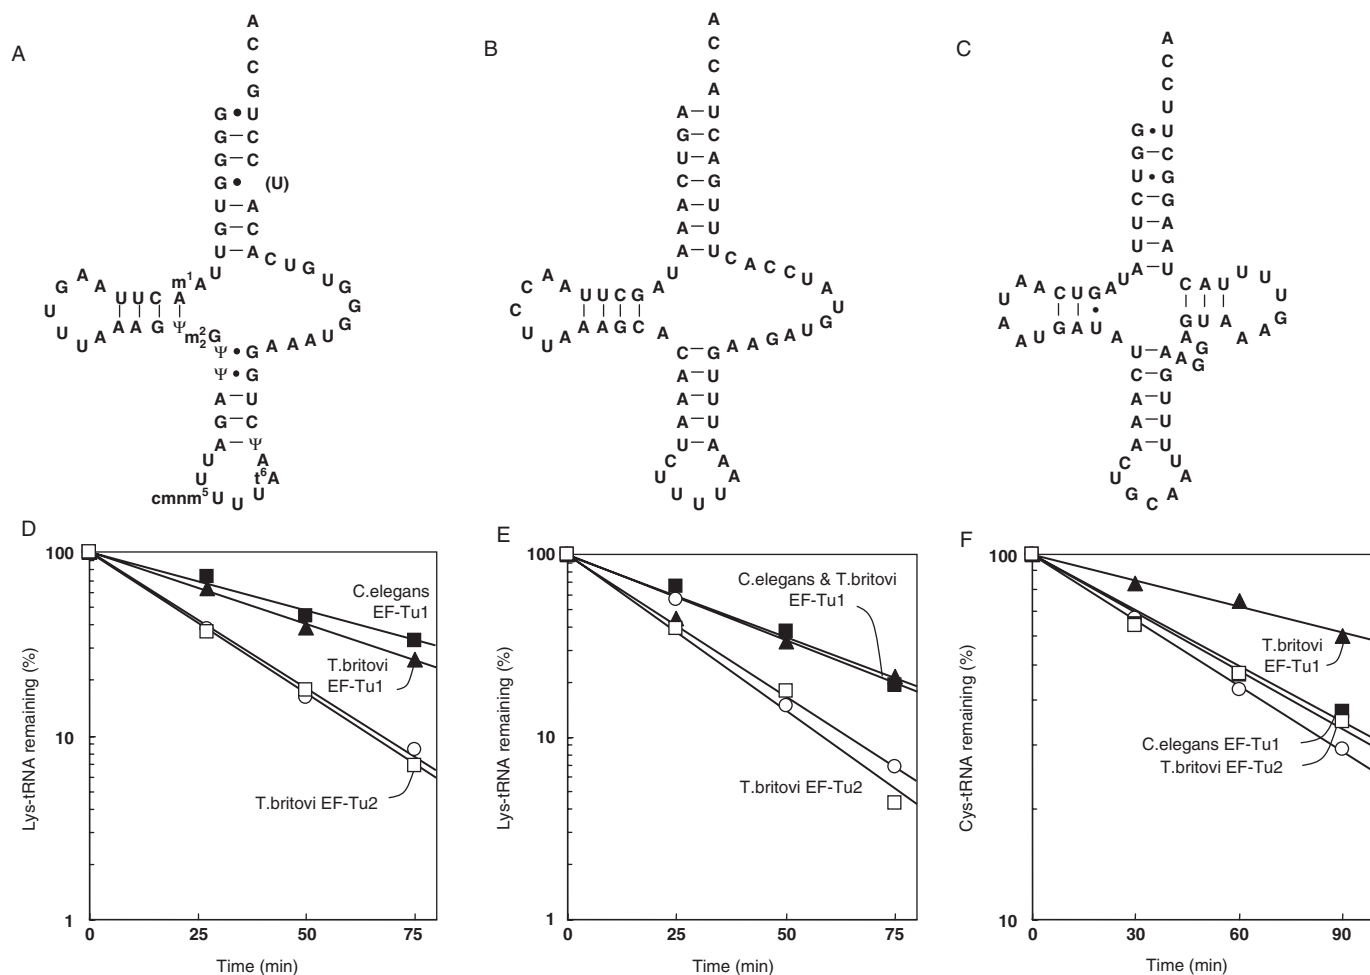 A
A
C
C
G
G • U
G – C
G – C
G • (U)
U – A
G – C
U – A C U G U G G G U A A A G
U A m¹A C U U A A G U U U A A A G Ψ m²₂G
Ψ • G
Ψ • G
A – U
G – C
A – Ψ
U A
U t⁶A
cmnm⁵U U U
B
A
C
C
A
A – U
G – C
U – A
C – G
A – U
A – U
A – U C A C C U A U G U A G A A G
U A G C U U A A C C U U A A A G C A
C – G
A – U
A – U
A – U
U – A
C A
U A
U U U
C
A
C
C
U
G • U
G – C
U • G
C – G
U – A
U – A
A – U
U A G U C A A U A A U G A U A
C A U U U G A A A U G A G G A
U – A
C – G
A – U
A – U
A – U
C U
U A
G C A
D
100
10
1
0
25
50
75
Lys-tRNA remaining (%)
Time (min)
C.elegans
EF-Tu1
T.britovi
EF-Tu1
T.britovi EF-Tu2
E
100
10
1
0
25
50
75
Lys-tRNA remaining (%)
Time (min)
C.elegans & T.britovi
EF-Tu1
T.britovi EF-Tu2
F
100
10
0
30
60
90
Cys-tRNA remaining (%)
Time (min)
T.britovi
EF-Tu1
C.elegans EF-Tu1
T.britovi EF-Tu2